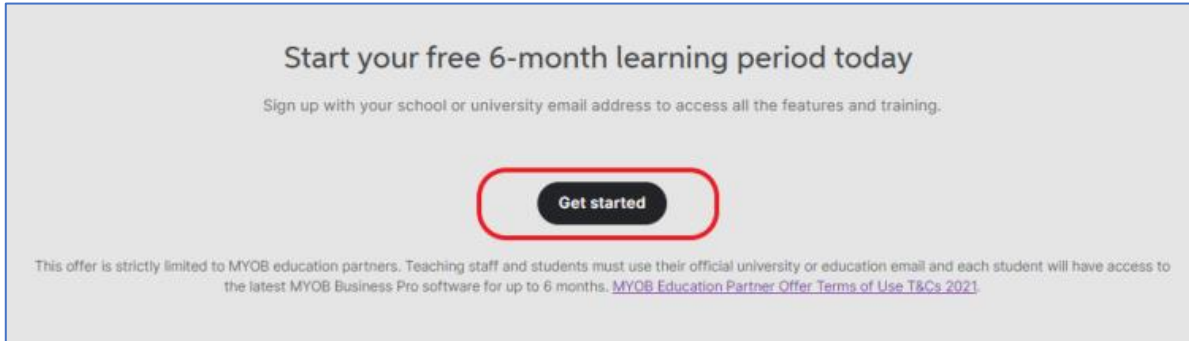 Start your free 6-month learning period today
Sign up with your school or university email address to access all the features and training.
Get started
This offer is strictly limited to MYOB education partners. Teaching staff and students must use their official university or education email and each student will have access to
the latest MYOB Business Pro software for up to 6 months. MYOB Education Partner Offer Terms of Use T&Cs 2021.